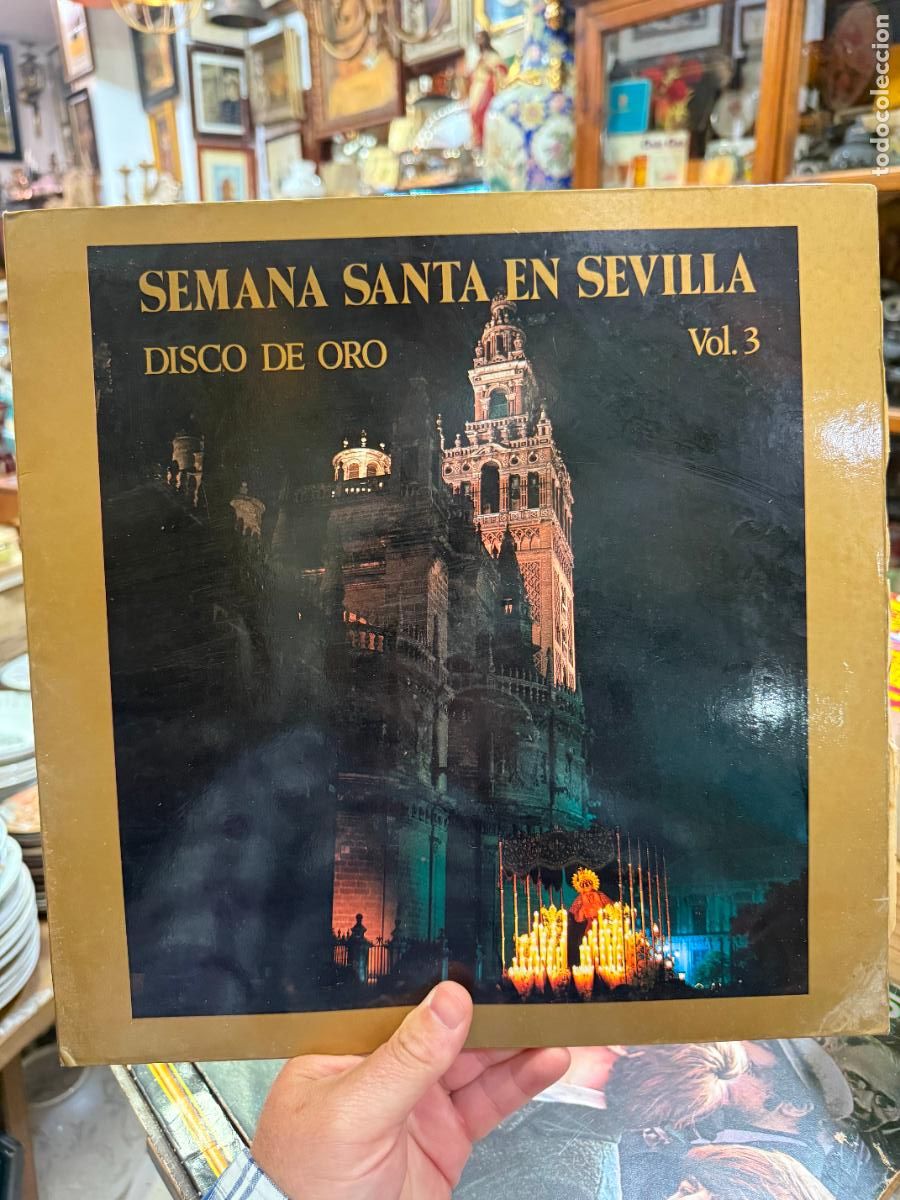 SEMANA SANTA EN SEVILLA
DISCO DE ORO
Vol. 3
todocoleccion